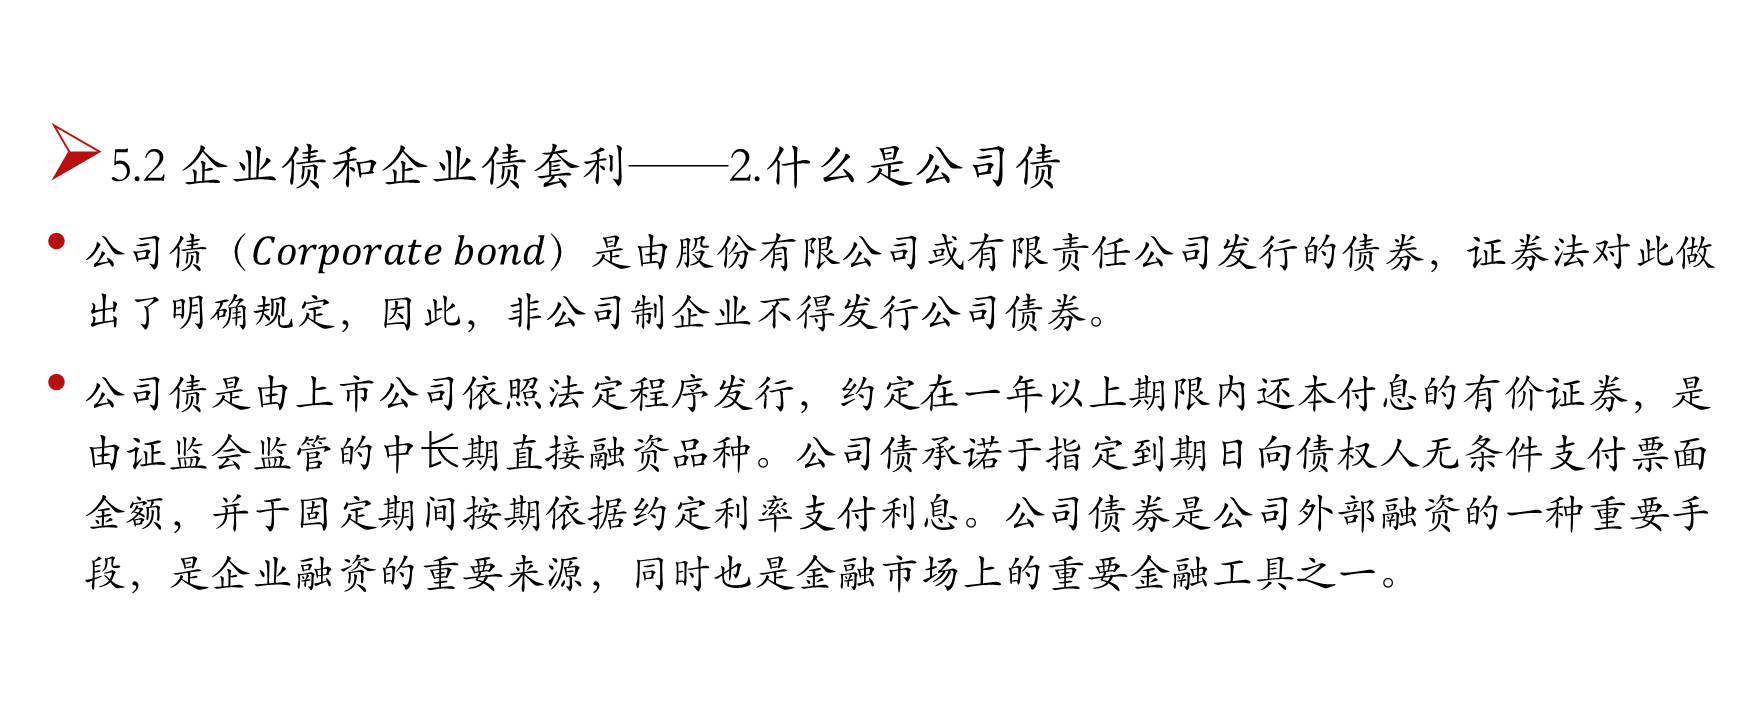 5.2 企业债和企业债套利——2.什么是公司债
公司债（Corporate bond）是由股份有限公司或有限责任公司发行的债券，证券法对此做
出了明确规定，因此，非公司制企业不得发行公司债券。
公司债是由上市公司依照法定程序发行，约定在一年以上期限内还本付息的有价证券，是
由证监会监管的中长期直接融资品种。公司债承诺于指定到期日向债权人无条件支付票面
金额，并于固定期间按期依据约定利率支付利息。公司债券是公司外部融资的一种重要手
段，是企业融资的重要来源，同时也是金融市场上的重要金融工具之一。